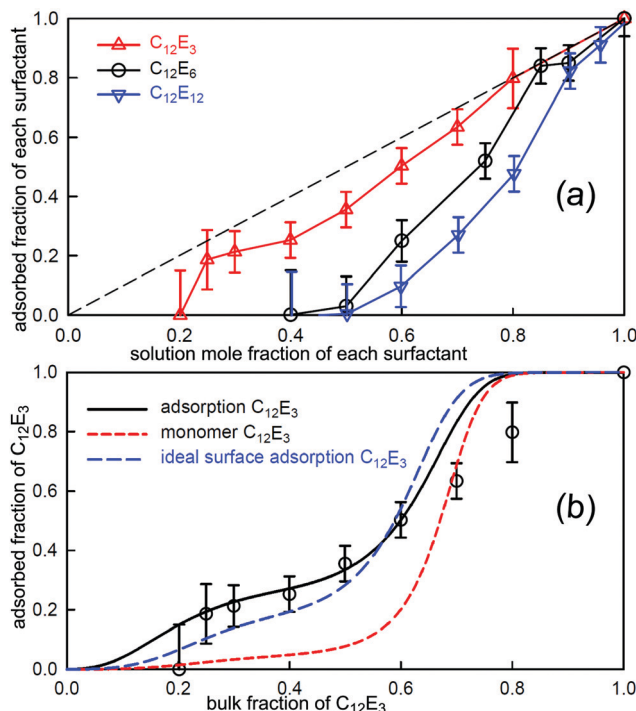 adsorbed fraction of each surfactant
1.0
0.8
0.6
0.4
0.2
0.0
C₁₂E₃
C₁₂E₆
C₁₂E₁₂
(a)
0.0 0.2 0.4 0.6 0.8 1.0
solution mole fraction of each surfactant
adsorbed fraction of C₁₂E₃
1.0
0.8
0.6
0.4
0.2
0.0
adsorption C₁₂E₃
monomer C₁₂E₃
ideal surface adsorption C₁₂E₃
(b)
0.0 0.2 0.4 0.6 0.8 1.0
bulk fraction of C₁₂E₃